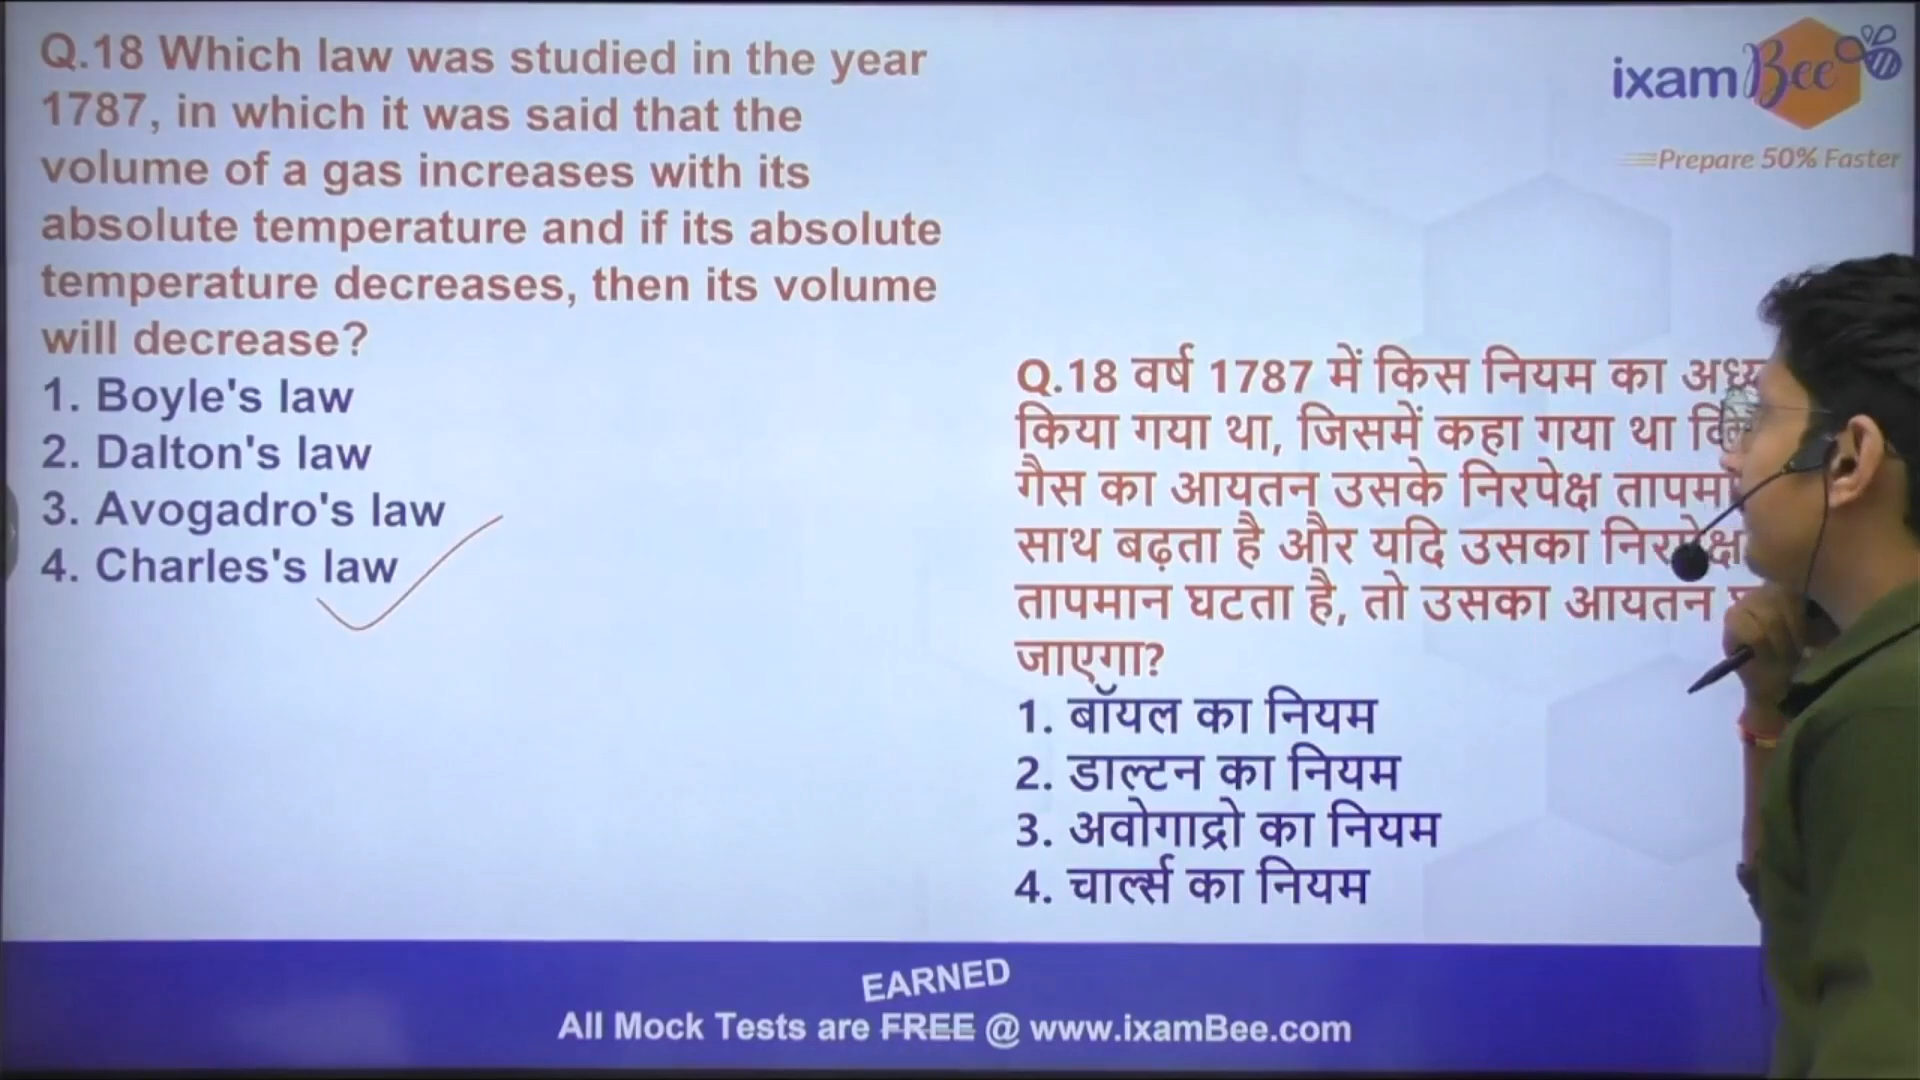 Q.18 Which law was studied in the year
1787, in which it was said that the
volume of a gas increases with its
absolute temperature and if its absolute
temperature decreases, then its volume
will decrease?
1. Boyle's law
2. Dalton's law
3. Avogadro's law
4. Charles's law
ixamBee
Prepare 50% Faster
Q.18 वर्ष 1787 में किस नियम का
किया गया था, जिसमें कहा गया था
गैस का आयतन उसके निरपेक्ष
साथ बढ़ता है और यदि उसका निरपेक्ष
तापमान घटता है, तो उसका आयतन
जाएगा?
1. बॉयल का नियम
2. डाल्टन का नियम
3. अवोगाद्रो का नियम
4. चार्ल्स का नियम
EARNED
All Mock Tests are FREE @ www.ixamBee.com